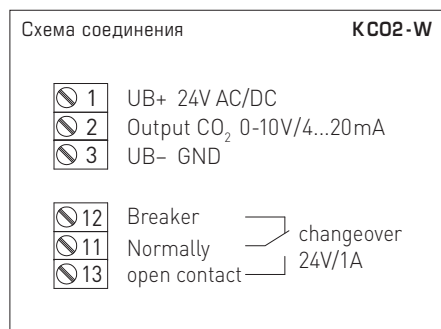 Схема соединения KCO2-W
1 UB+ 24V AC/DC
2 Output CO₂ 0-10V/4...20mA
3 UB– GND
12 Breaker
11 Normally
13 open contact
changeover
24V/1A